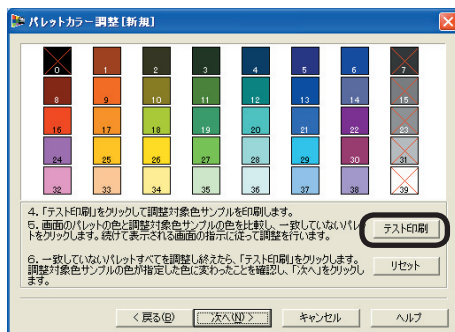 パレットカラー調整[新規]
0 1 2 3 4 5 6 7
8 9 10 11 12 13 14 15
16 17 18 19 20 21 22 23
24 25 26 27 28 29 30 31
32 33 34 35 36 37 38 39
4. 「テスト印刷」をクリックして調整対象色サンプルを印刷します。
5. 画面のパレットの色と調整対象色サンプルの色を比較し、一致していないパレッ
トをクリックします。続けて表示される画面の指示に従って調整を行います。
テスト印刷
6. 一致していないパレットすべてを調整し終えたら、「テスト印刷」をクリックします。
調整対象色サンプルの色が指定した色に変わったことを確認し、「次へ」をクリックし
ます。
リセット
< 戻る(B) 次へ(N) > キャンセル ヘルプ